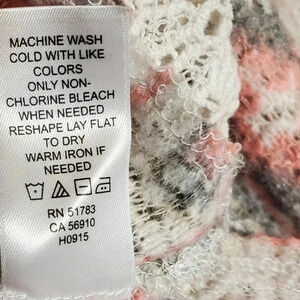 MACHINE WASH
COLD WITH LIKE
COLORS
ONLY NON-
CHLORINE BLEACH
WHEN NEEDED
RESHAPE LAY FLAT
TO DRY
WARM IRON IF
NEEDED
RN 51783
CA 56910
H0915